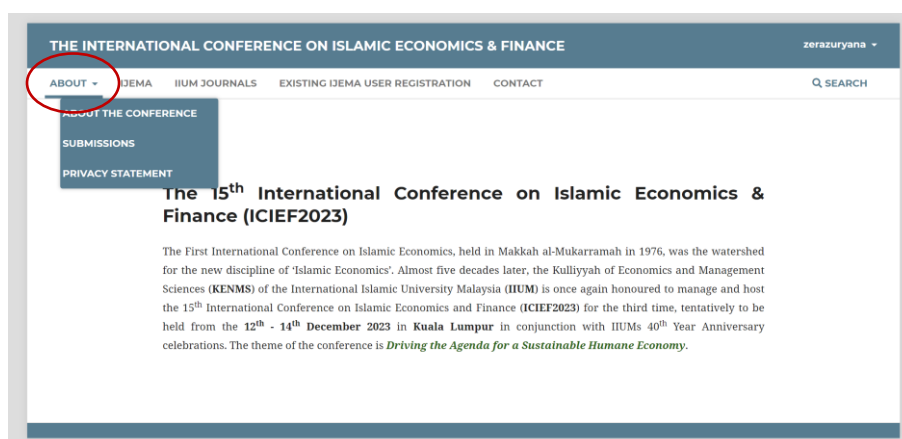 THE INTERNATIONAL CONFERENCE ON ISLAMIC ECONOMICS & FINANCE
zerazuryana
ABOUT IJEMA IIUM JOURNALS EXISTING IJEMA USER REGISTRATION CONTACT SEARCH
ABOUT THE CONFERENCE
SUBMISSIONS
PRIVACY STATEMENT
The 15th International Conference on Islamic Economics &
Finance (ICIEF2023)
The First International Conference on Islamic Economics, held in Makkah al-Mukarramah in 1976, was the watershed
for the new discipline of ‘Islamic Economics’. Almost five decades later, the Kulliyyah of Economics and Management
Sciences (KENMS) of the International Islamic University Malaysia (IIUM) is once again honoured to manage and host
the 15th International Conference on Islamic Economics and Finance (ICIEF2023) for the third time, tentatively to be
held from the 12th - 14th December 2023 in Kuala Lumpur in conjunction with IIUMs 40th Year Anniversary
celebrations. The theme of the conference is Driving the Agenda for a Sustainable Humane Economy.